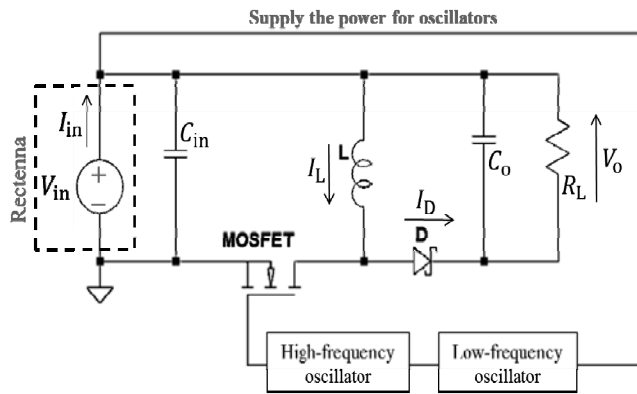 Supply the power for oscillators
Rectenna
I_in
V_in
+
−
C_in
I_L
L
C_o
R_L
V_o
I_D
D
MOSFET
High-frequency
oscillator
Low-frequency
oscillator